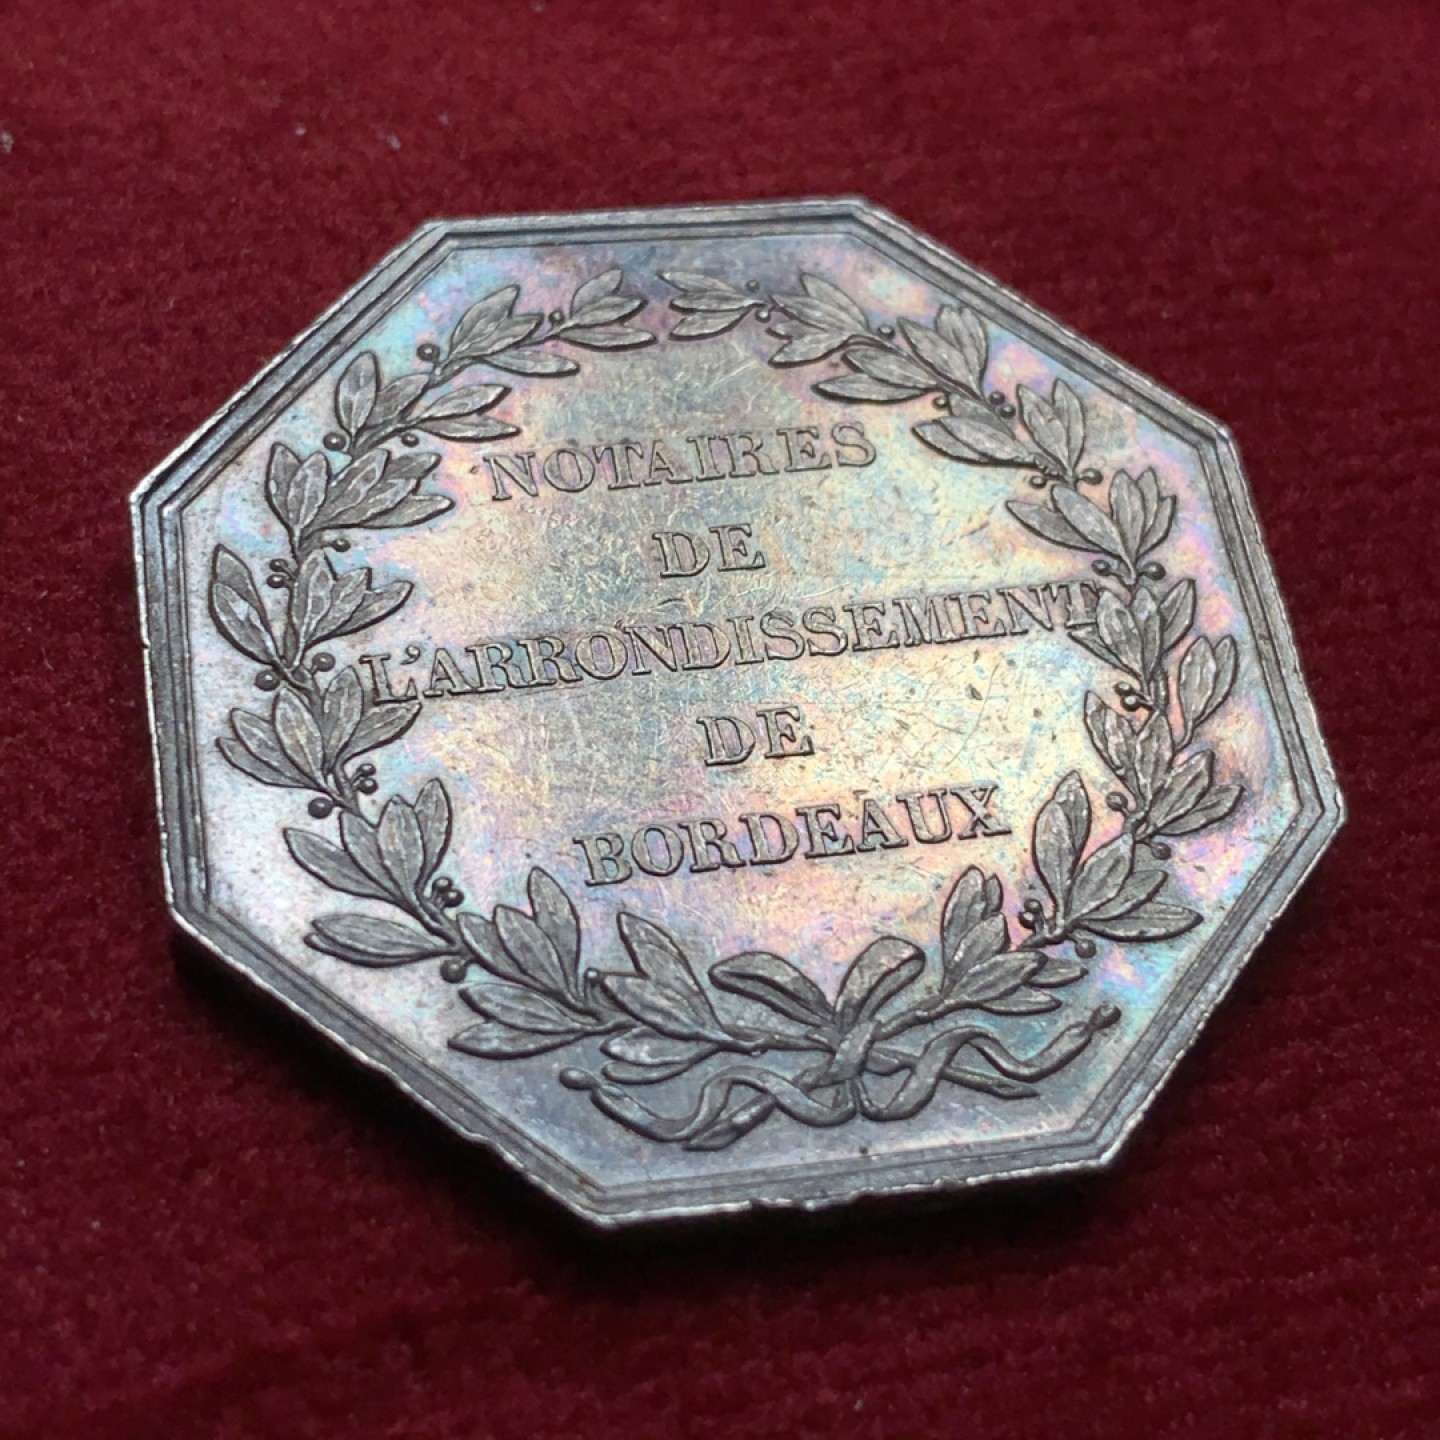 NOTAIRES
DE
L'ARRONDISSEMENT
DE
BORDEAUX